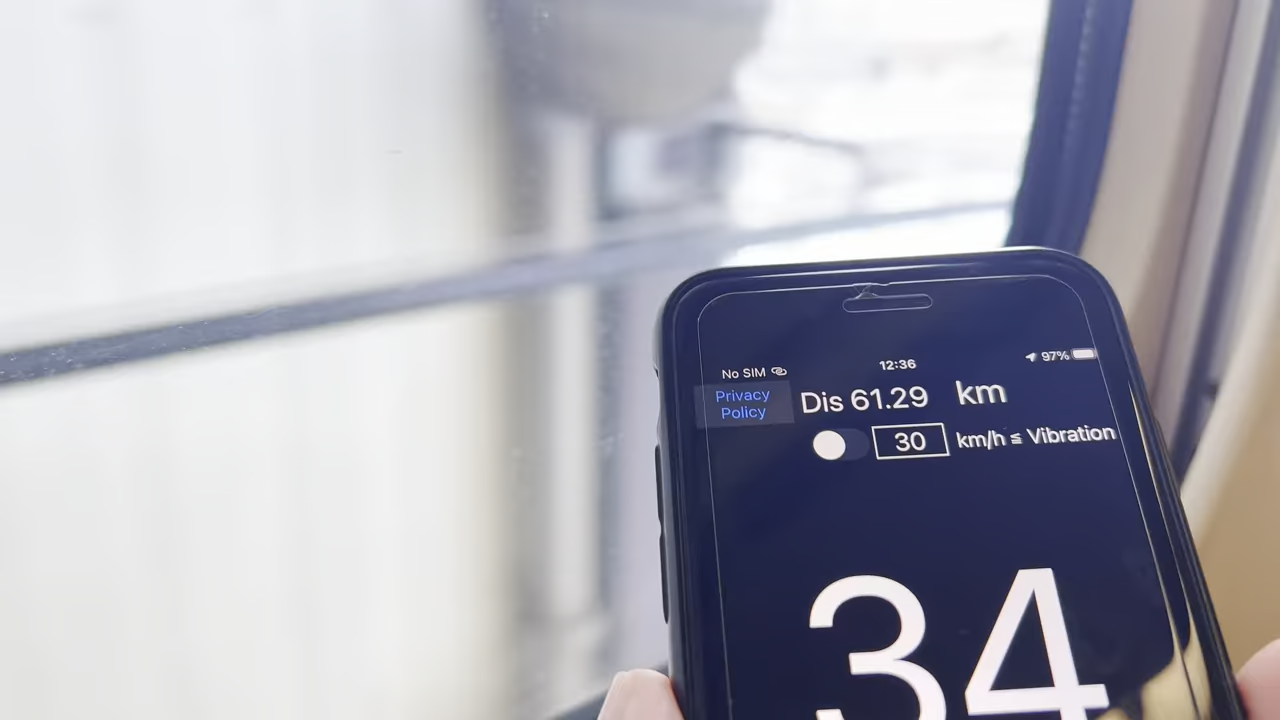 No SIM 12:36 97%
Privacy
Policy
Dis 61.29 km
30 km/h ≦ Vibration
34